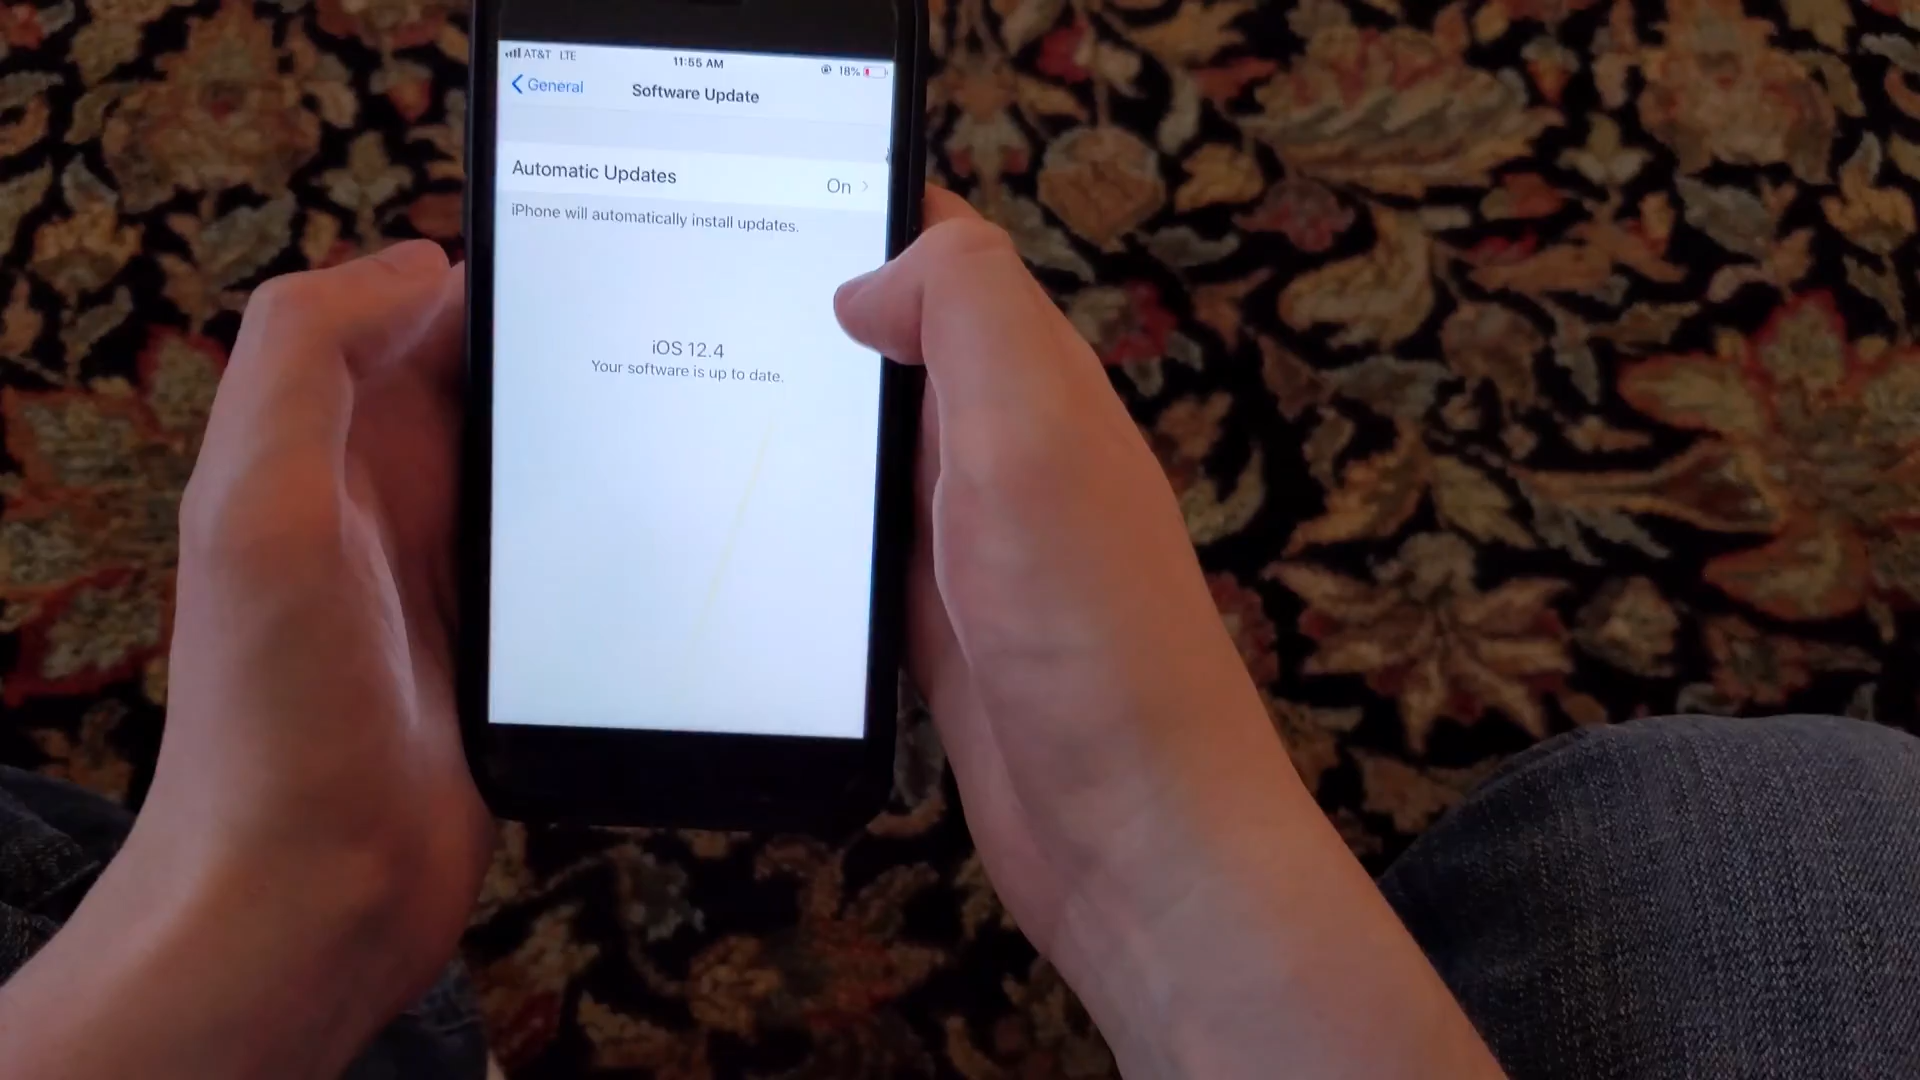 AT&T LTE 11:55 AM 18%
General Software Update
Automatic Updates On
iPhone will automatically install updates.
iOS 12.4
Your software is up to date.